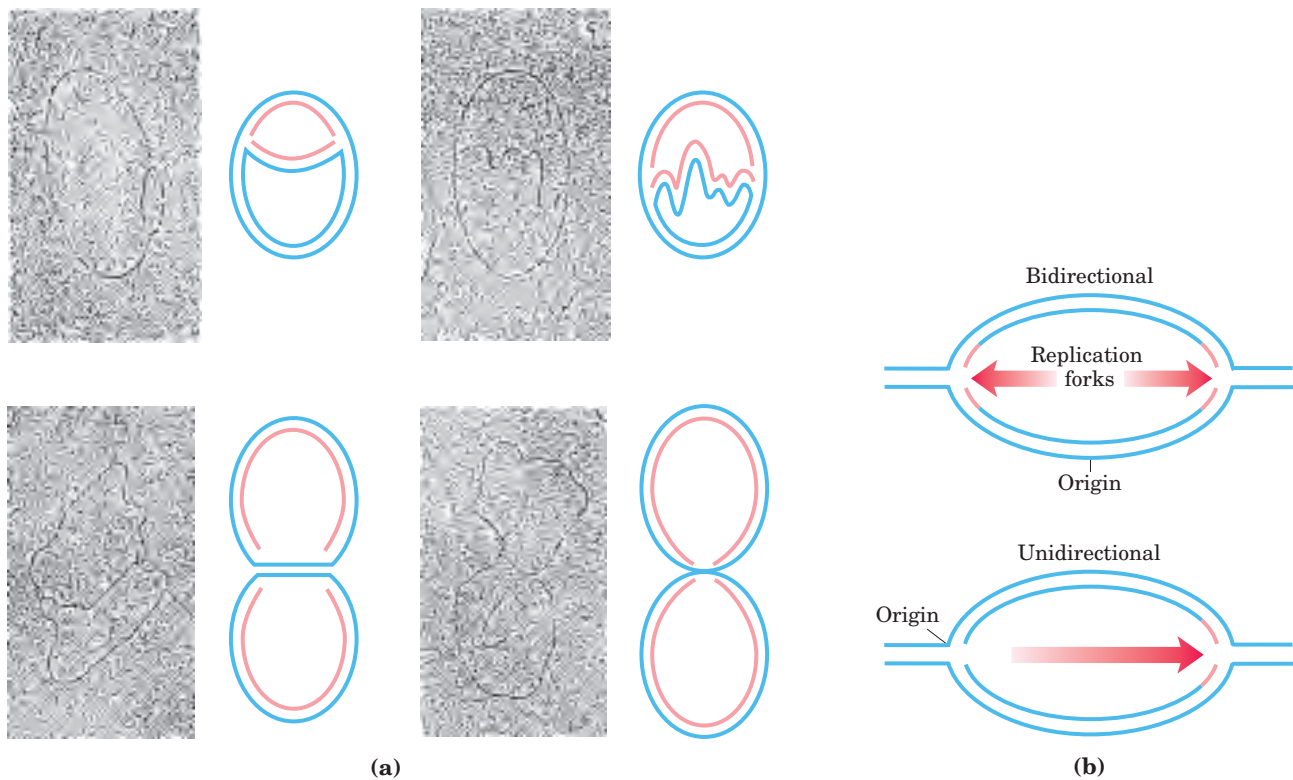 Bidirectional
Replication
forks
Origin
Unidirectional
Origin
(a)
(b)